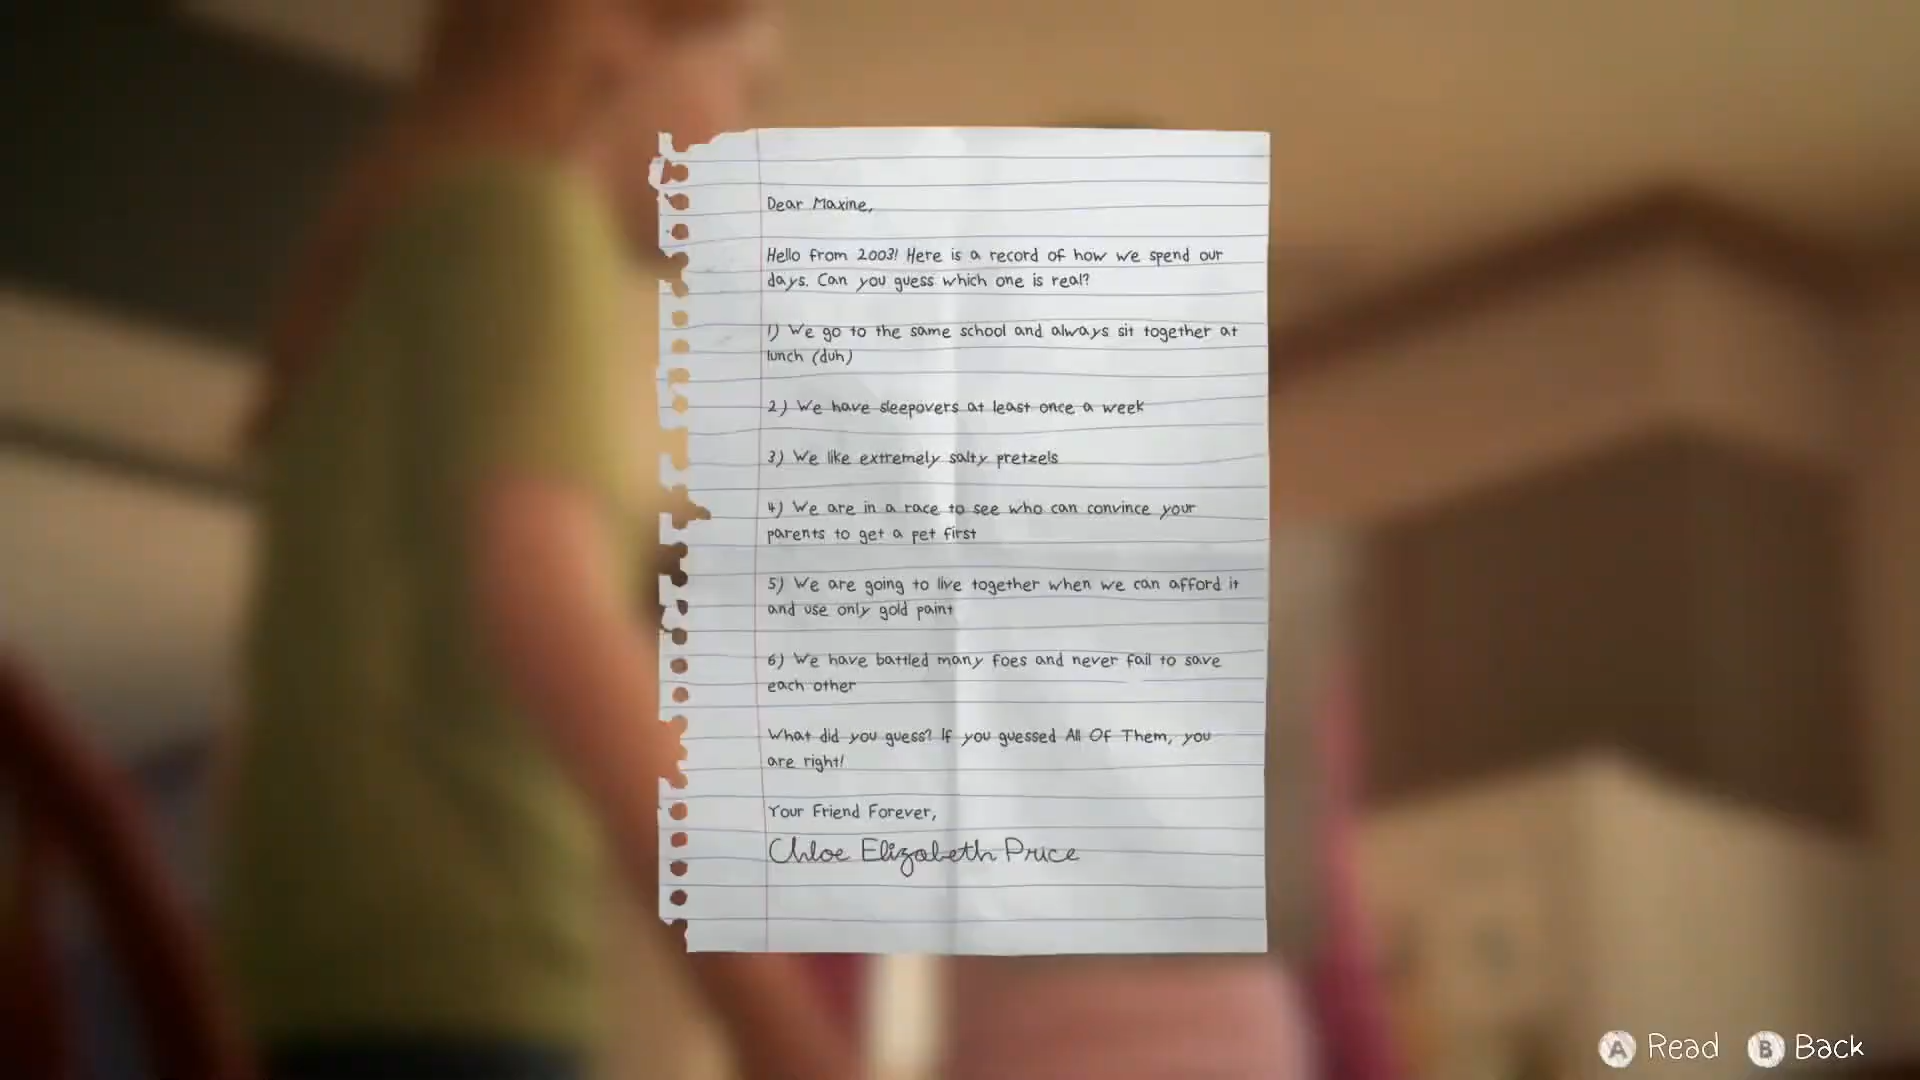 Dear Maxine,
Hello from 2003! Here is a record of how we spend our
days. Can you guess which one is real?
1) We go to the same school and always sit together at
lunch (duh)
2) We have sleepovers at least once a week
3) We like extremely salty pretzels
4) We are in a race to see who can convince your
parents to get a pet first
5) We are going to live together when we can afford it
and use only gold paint
6) We have battled many foes and never fail to save
each other
What did you guess? If you guessed All Of Them, you
are right!
Your Friend Forever,
Chloe Elizabeth Price
A Read B Back